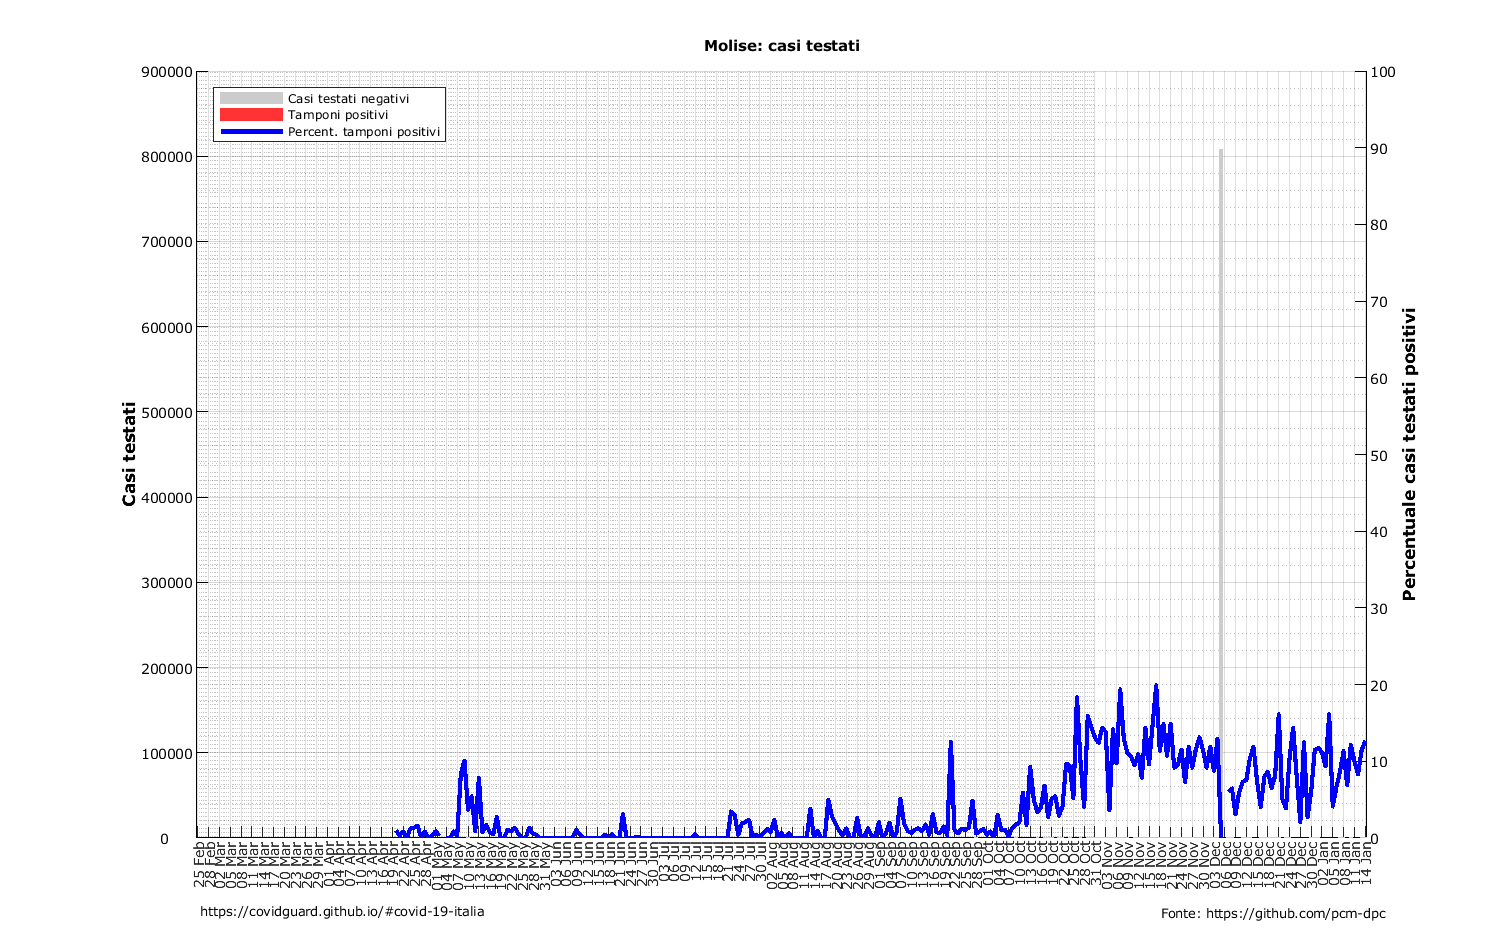 Molise: casi testati
900000
800000
700000
600000
500000
400000
300000
200000
100000
0
Casi testati
Casi testati negativi
Tamponi positivi
Percent. tamponi positivi
100
90
80
70
60
50
40
30
20
10
0
Percentuale casi testati positivi
25 Feb
28 Feb
02 Mar
05 Mar
08 Mar
11 Mar
14 Mar
17 Mar
20 Mar
23 Mar
26 Mar
29 Mar
01 Apr
04 Apr
07 Apr
10 Apr
13 Apr
16 Apr
19 Apr
22 Apr
25 Apr
28 Apr
01 May
04 May
07 May
10 May
13 May
16 May
19 May
22 May
25 May
28 May
31 May
03 Jun
06 Jun
09 Jun
12 Jun
15 Jun
18 Jun
21 Jun
24 Jun
27 Jun
30 Jun
03 Jul
06 Jul
09 Jul
12 Jul
15 Jul
18 Jul
21 Jul
24 Jul
27 Jul
30 Jul
02 Aug
05 Aug
08 Aug
11 Aug
14 Aug
17 Aug
20 Aug
23 Aug
26 Aug
29 Aug
01 Sep
04 Sep
07 Sep
10 Sep
13 Sep
16 Sep
19 Sep
22 Sep
25 Sep
28 Sep
01 Oct
04 Oct
07 Oct
10 Oct
13 Oct
16 Oct
19 Oct
22 Oct
25 Oct
28 Oct
31 Oct
03 Nov
06 Nov
09 Nov
12 Nov
15 Nov
18 Nov
21 Nov
24 Nov
27 Nov
30 Nov
03 Dec
06 Dec
09 Dec
12 Dec
15 Dec
18 Dec
21 Dec
24 Dec
27 Dec
30 Dec
02 Jan
05 Jan
08 Jan
11 Jan
14 Jan
https://covidguard.github.io/#covid-19-italia
Fonte: https://github.com/pcm-dpc